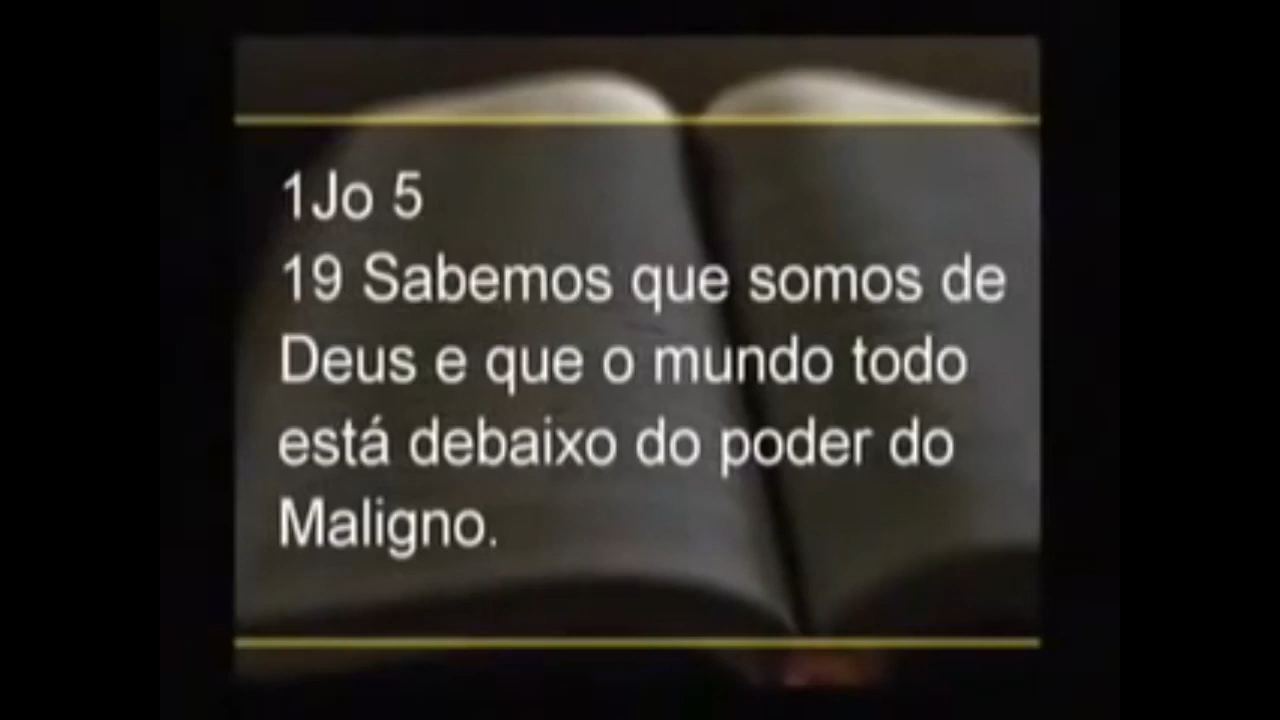 1Jo 5
19 Sabemos que somos de
Deus e que o mundo todo
está debaixo do poder do
Maligno.